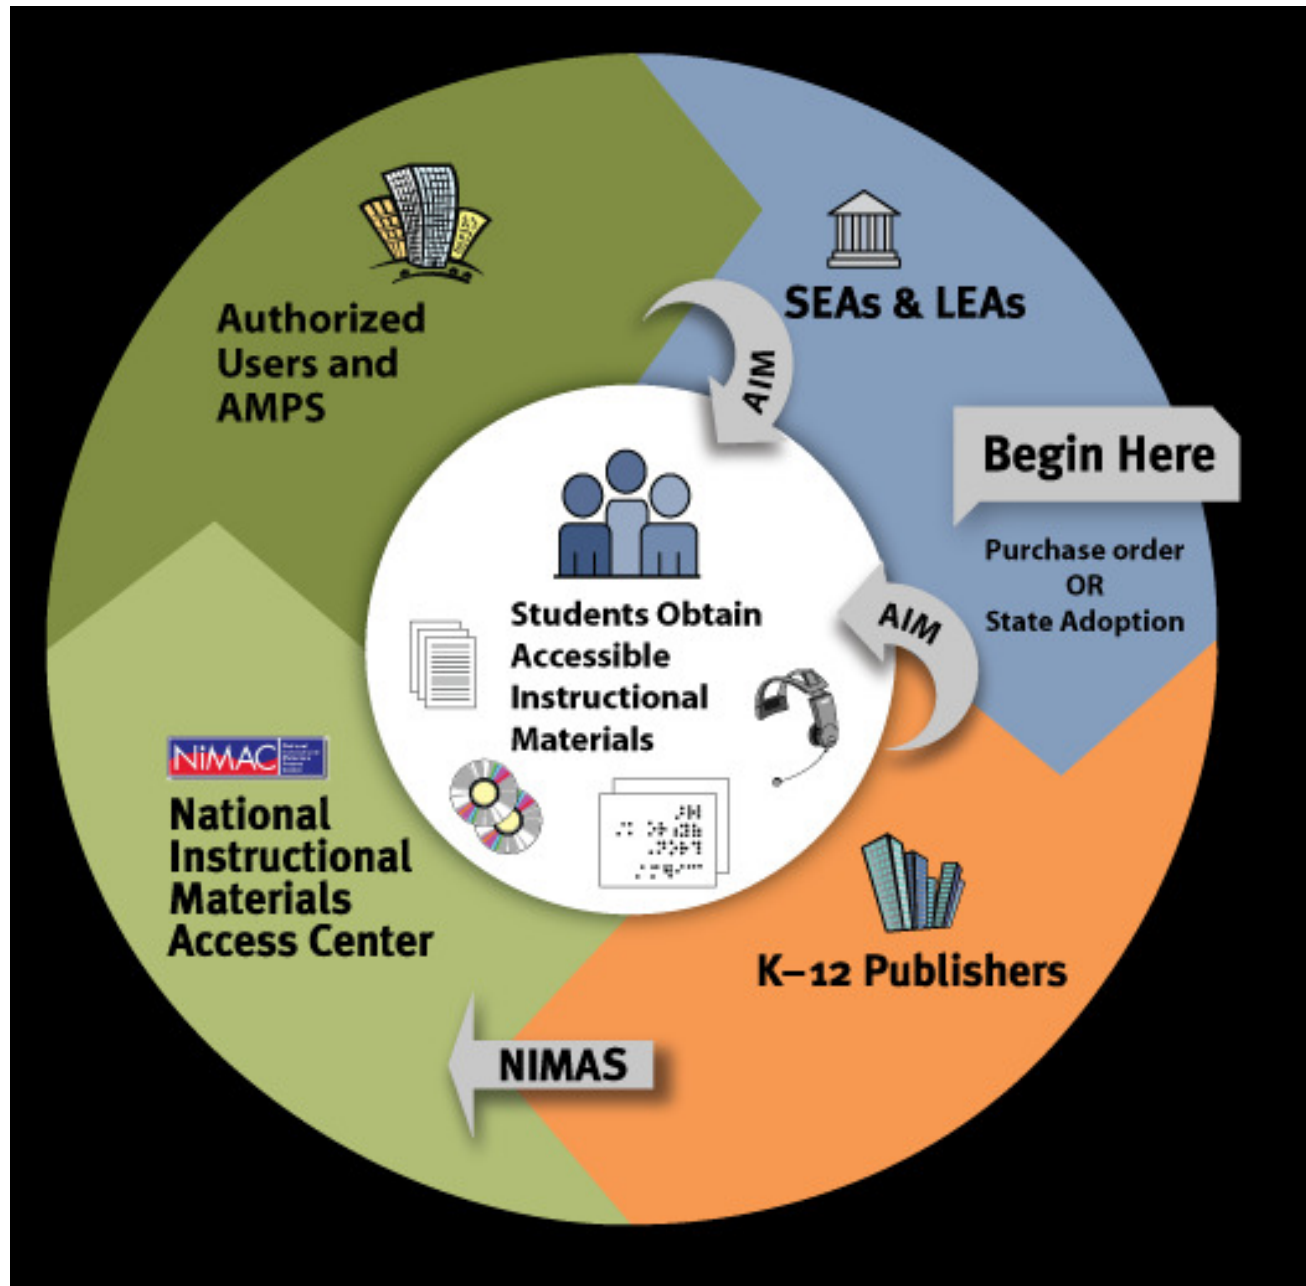 Authorized
Users and
AMPS
SEAs & LEAs
Begin Here
Purchase order
OR
State Adoption
AIM
AIM
Students Obtain
Accessible
Instructional
Materials
NiMAC
National
Instructional
Materials
Access Center
K–12 Publishers
NIMAS